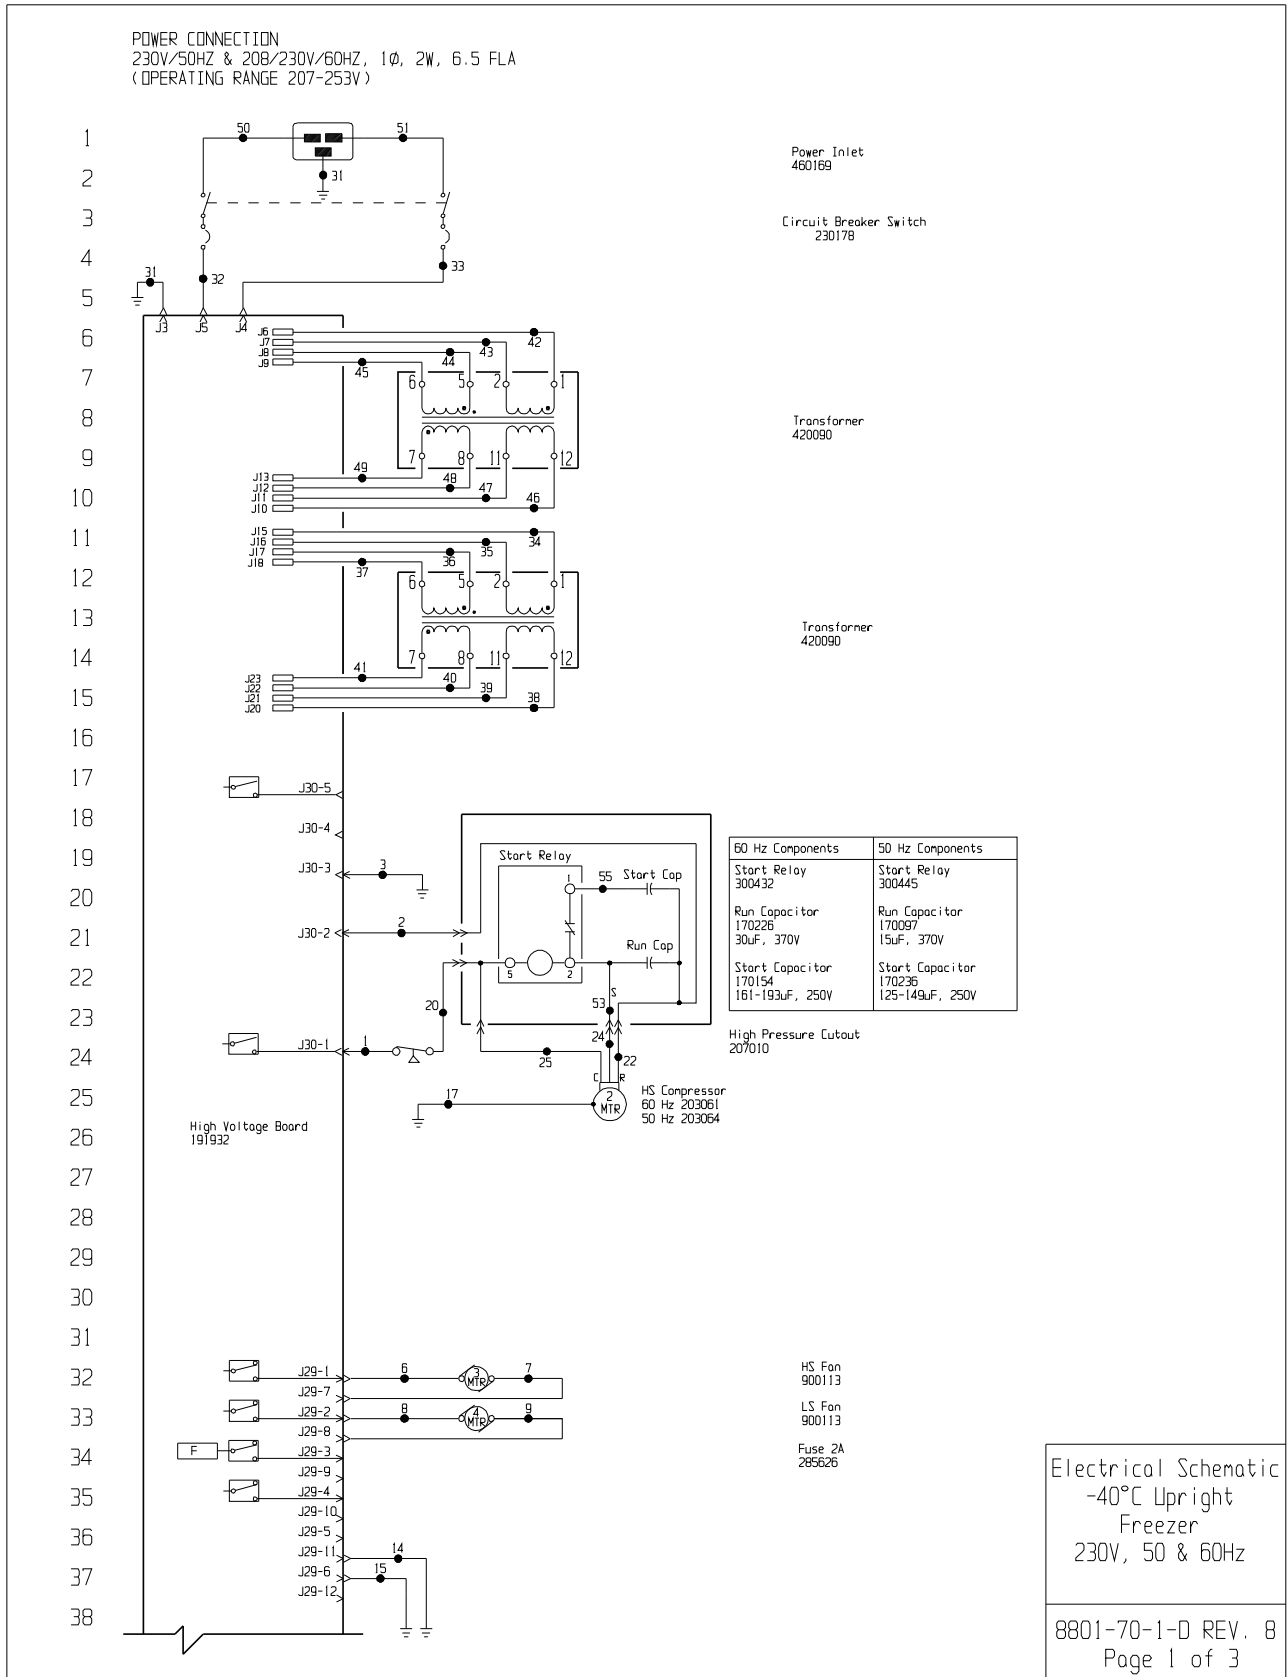 POWER CONNECTION
230V/50HZ & 208/230V/60HZ, 1Ø, 2W, 6.5 FLA
(OPERATING RANGE 207-253V)
1
50
51
Power Inlet
460169
2
31
3
Circuit Breaker Switch
230178
4
31
32
33
5
J3
J5
J4
6
J6
J7
J8
J9
42
43
44
45
7
6
5
2
1
8
Transformer
420090
9
7
8
11
12
10
J13
J12
J11
J10
49
48
47
46
11
J15
J16
J17
J18
34
35
36
37
12
6
5
2
1
13
Transformer
420090
14
7
8
11
12
15
J23
J22
J21
J20
41
40
39
38
16
17
J30-5
18
J30-4
19
J30-3
3
Start Relay
1
55
Start Cap
20
21
J30-2
2
Run Cap
22
5
2
20
S
53
23
24
J30-1
1
24
25
22
C
R
60 Hz Components
50 Hz Components
Start Relay
300432
Start Relay
300445
Run Capacitor
170226
30uF, 370V
Run Capacitor
170097
15uF, 370V
Start Capacitor
170154
161-193uF, 250V
Start Capacitor
170236
125-149uF, 250V
High Pressure Cutout
207010
25
17
2
MTR
HS Compressor
60 Hz 203061
50 Hz 203064
26
High Voltage Board
191932
27
28
29
30
31
32
J29-1
6
3
MTR
7
HS Fan
900113
J29-7
33
J29-2
8
4
MTR
9
LS Fan
900113
J29-8
34
F
J29-3
Fuse 2A
285626
J29-9
35
J29-4
J29-10
36
J29-5
J29-11
14
37
J29-6
15
J29-12
38
Electrical Schematic
-40°C Upright
Freezer
230V, 50 & 60Hz
8801-70-1-D REV. 8
Page 1 of 3